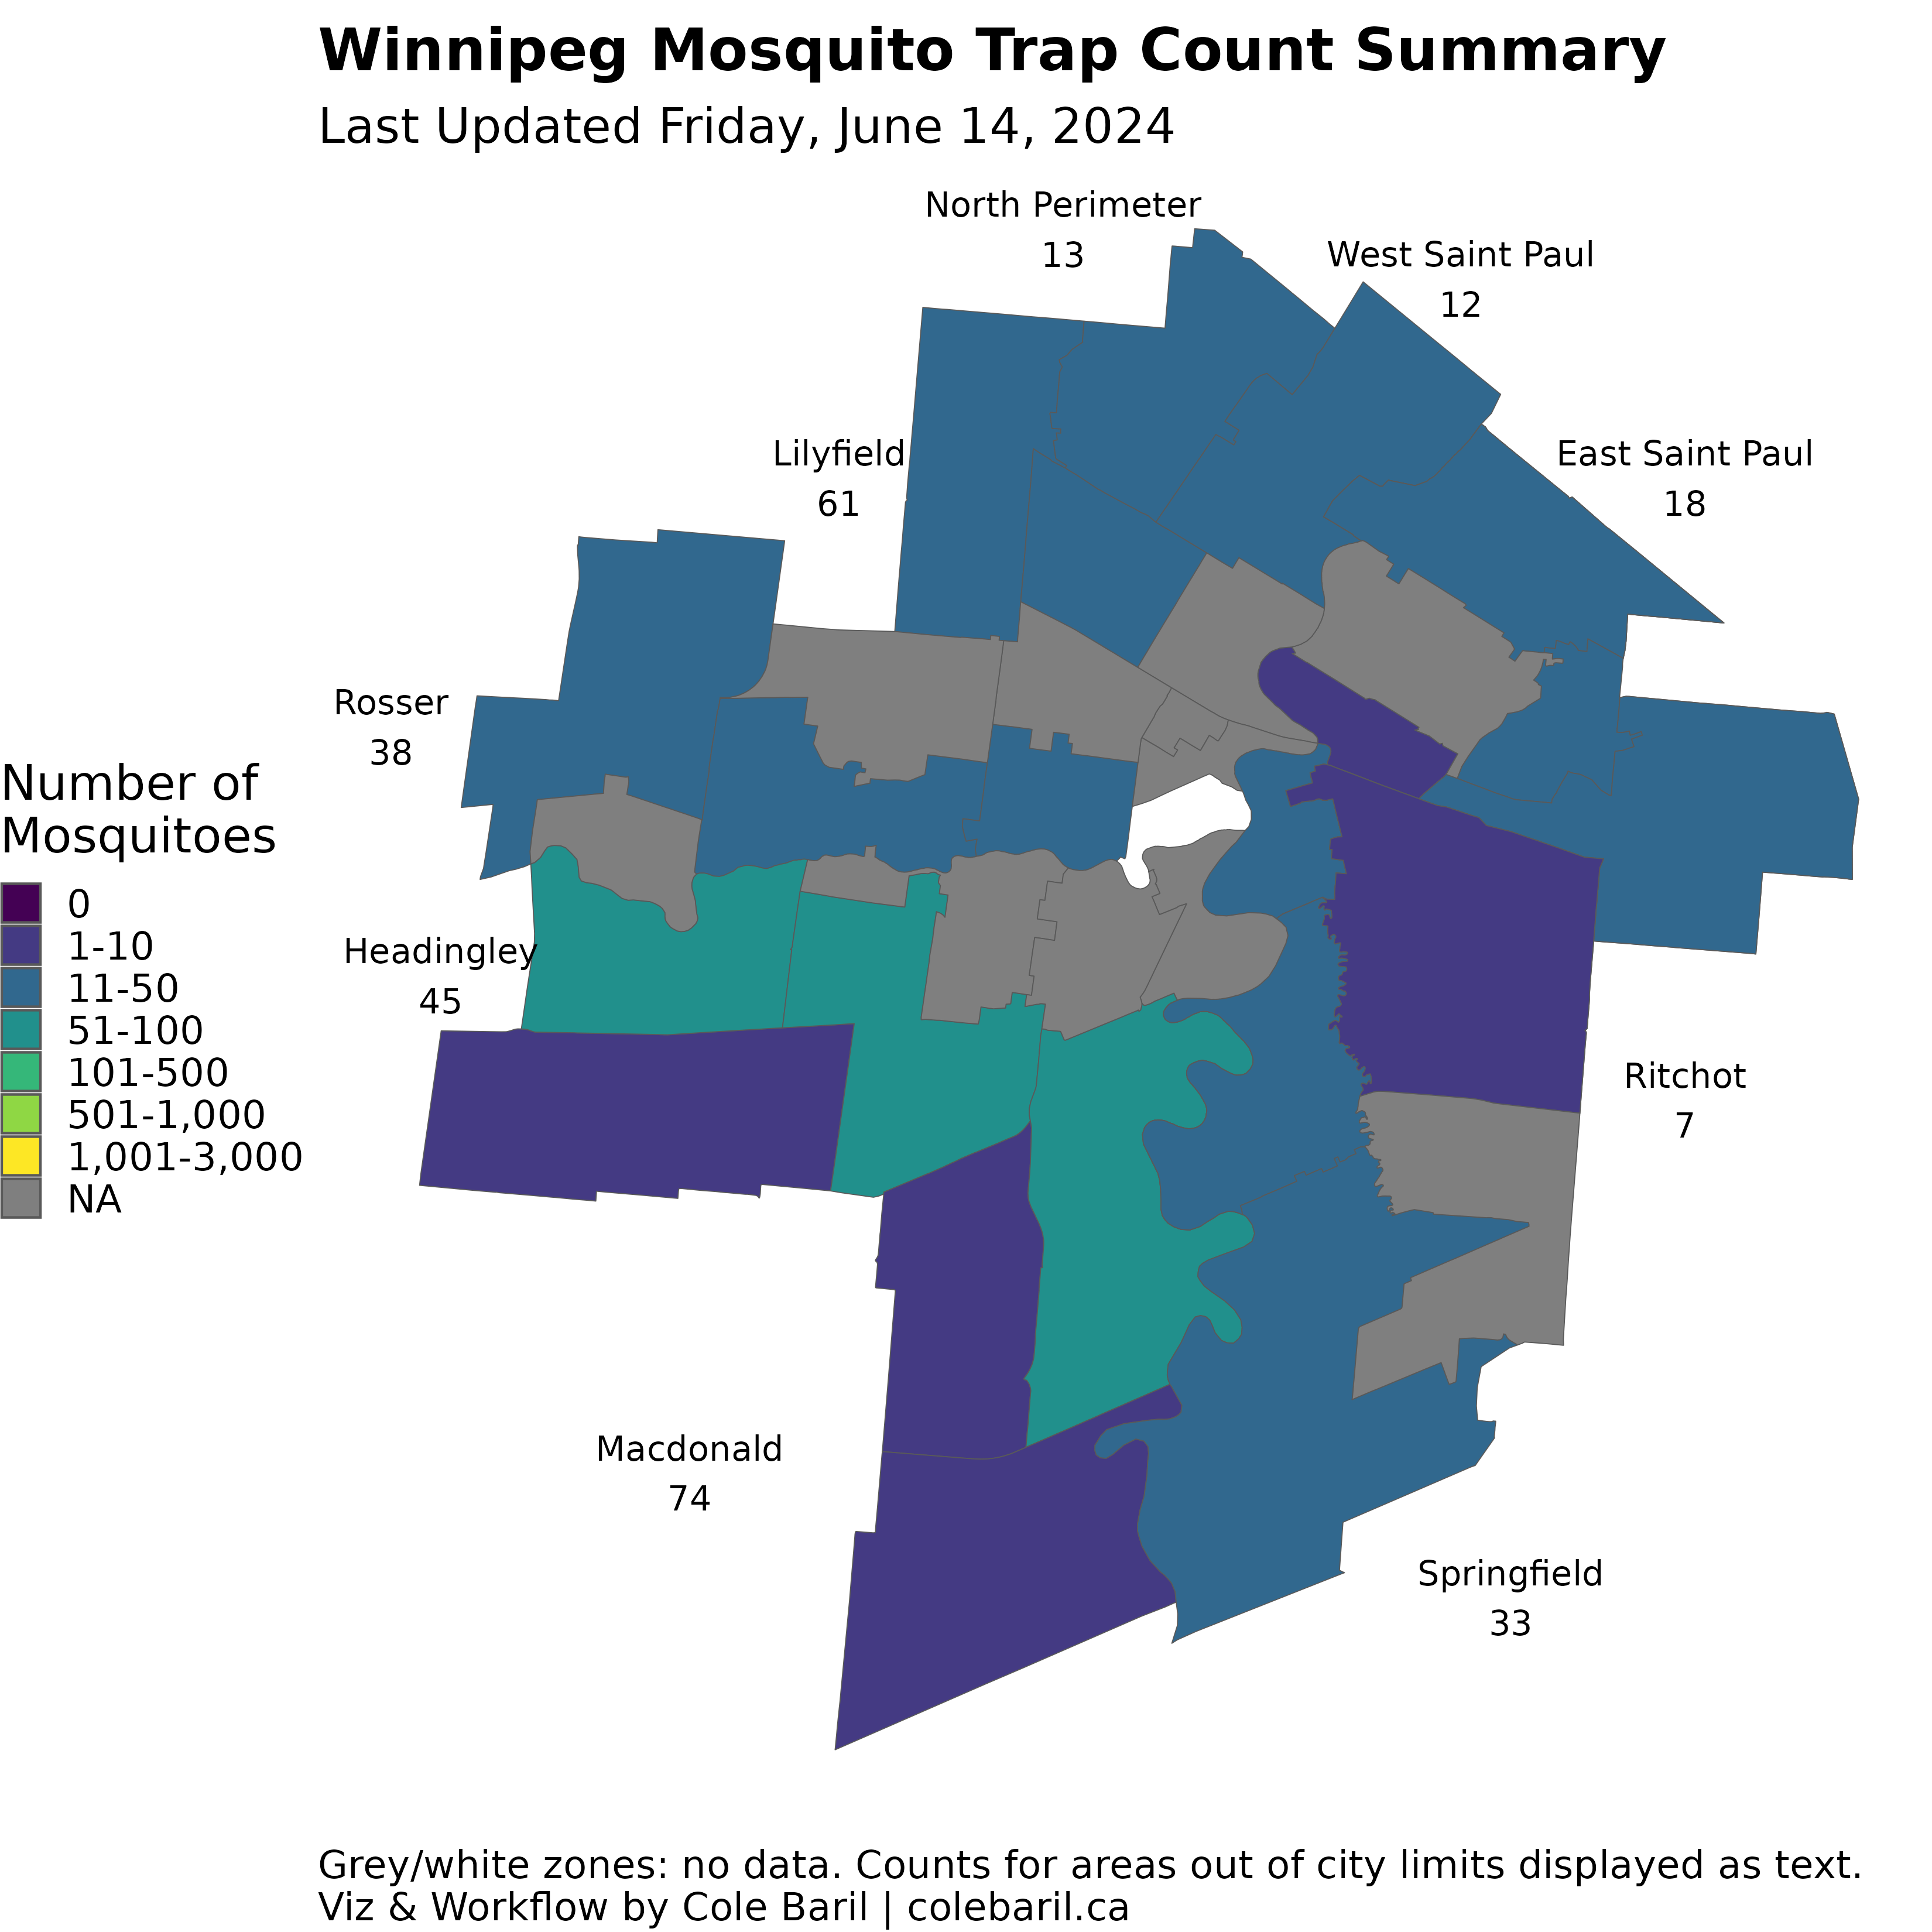 Winnipeg Mosquito Trap Count Summary
Last Updated Friday, June 14, 2024
North Perimeter
13
West Saint Paul
12
Lilyfield
61
East Saint Paul
18
Rosser
38
Number of
Mosquitoes
0
1-10
11-50
51-100
101-500
501-1,000
1,001-3,000
NA
Headingley
45
Ritchot
7
Macdonald
74
Springfield
33
Grey/white zones: no data. Counts for areas out of city limits displayed as text.
Viz & Workflow by Cole Baril | colebaril.ca